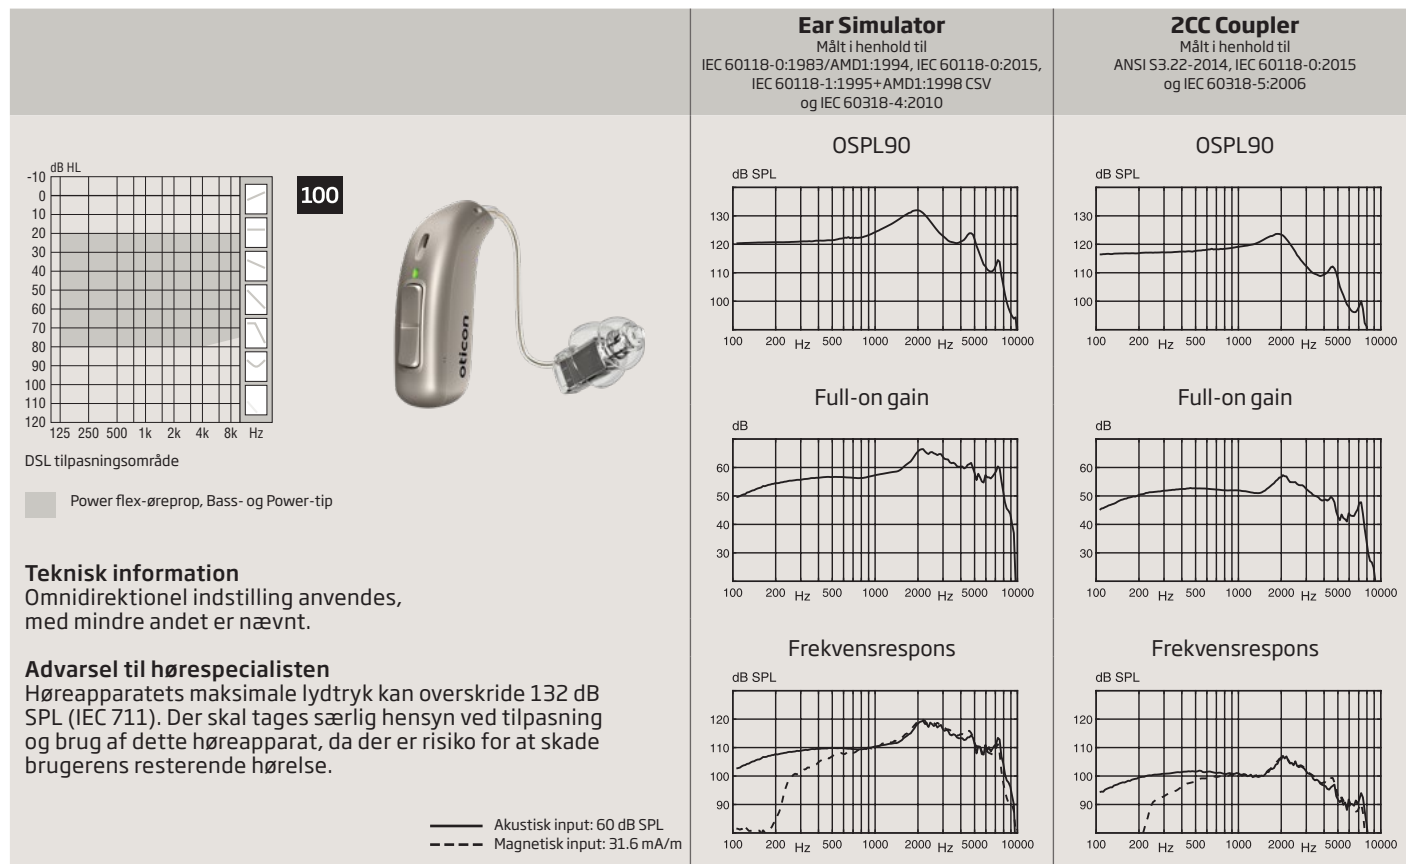 Ear Simulator
Målt i henhold til
IEC 60118-0:1983/AMD1:1994, IEC 60118-0:2015,
IEC 60118-1:1995+AMD1:1998 CSV
og IEC 60318-4:2010
2CC Coupler
Målt i henhold til
ANSI S3.22-2014, IEC 60118-0:2015
og IEC 60318-5:2006
dB HL
-10
0
10
20
30
40
50
60
70
80
90
100
110
120
125 250 500 1k 2k 4k 8k Hz
100
oticon
DSL tilpasningsområde
Power flex-øreprop, Bass- og Power-tip
Teknisk information
Omnidirektionel indstilling anvendes,
med mindre andet er nævnt.
Advarsel til hørespecialisten
Høreapparatets maksimale lydtryk kan overskride 132 dB
SPL (IEC 711). Der skal tages særlig hensyn ved tilpasning
og brug af dette høreapparat, da der er risiko for at skade
brugerens resterende hørelse.
Akustisk input: 60 dB SPL
Magnetisk input: 31.6 mA/m
OSPL90
dB SPL
130
120
110
100
100 200 Hz 500 1000 2000 Hz 5000 10000
Full-on gain
dB
60
50
40
30
100 200 Hz 500 1000 2000 Hz 5000 10000
Frekvensrespons
dB SPL
120
110
100
90
100 200 Hz 500 1000 2000 Hz 5000 10000
OSPL90
dB SPL
130
120
110
100
100 200 Hz 500 1000 2000 Hz 5000 10000
Full-on gain
dB
60
50
40
30
100 200 Hz 500 1000 2000 Hz 5000 10000
Frekvensrespons
dB SPL
120
110
100
90
100 200 Hz 500 1000 2000 Hz 5000 10000